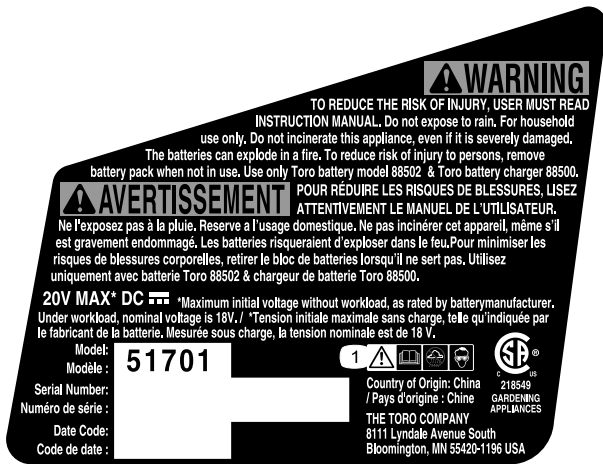 WARNING
TO REDUCE THE RISK OF INJURY, USER MUST READ
INSTRUCTION MANUAL. Do not expose to rain. For household
use only. Do not incinerate this appliance, even if it is severely damaged.
The batteries can explode in a fire. To reduce risk of injury to persons, remove
battery pack when not in use. Use only Toro battery model 88502 & Toro battery charger 88500.
AVERTISSEMENT
POUR RÉDUIRE LES RISQUES DE BLESSURES, LISEZ
ATTENTIVEMENT LE MANUEL DE L'UTILISATEUR.
Ne l'exposez pas à la pluie. Reserve a l'usage domestique. Ne pas incinérer cet appareil, même s'il
est gravement endommagé. Les batteries risqueraient d'exploser dans le feu.Pour minimiser les
risques de blessures corporelles, retirer le bloc de batteries lorsqu'il ne sert pas. Utilisez
uniquement avec batterie Toro 88502 & chargeur de batterie Toro 88500.
20V MAX* DC *Maximum initial voltage without workload, as rated by batterymanufacturer.
Under workload, nominal voltage is 18V. / *Tension initiale maximale sans charge, telle qu'indiquée par
le fabricant de la batterie. Mesurée sous charge, la tension nominale est de 18 V.
Model:
Modèle :
51701
Serial Number:
Numéro de série :
Date Code:
Code de date :
1
Country of Origin: China
/ Pays d'origine : Chine
THE TORO COMPANY
8111 Lyndale Avenue South
Bloomington, MN 55420-1196 USA
SA ®
C US
218549
GARDENING
APPLIANCES